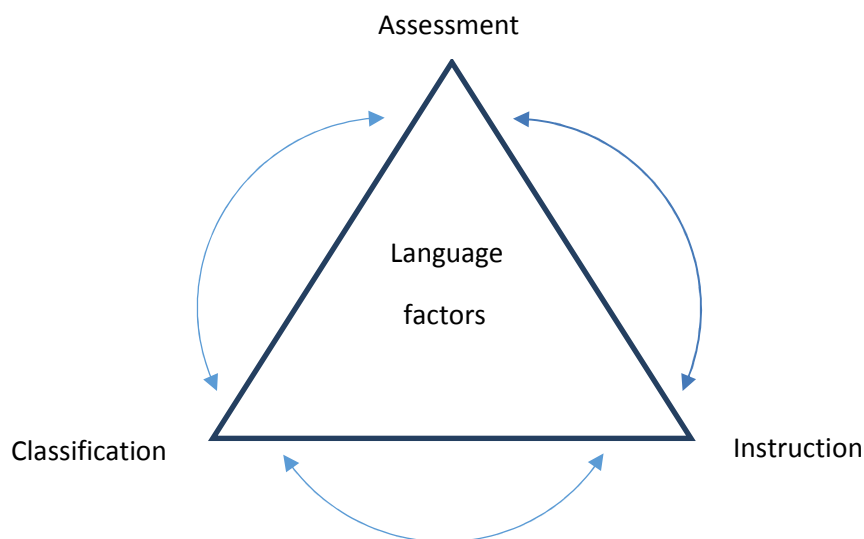 Assessment
Language
factors
Classification
Instruction